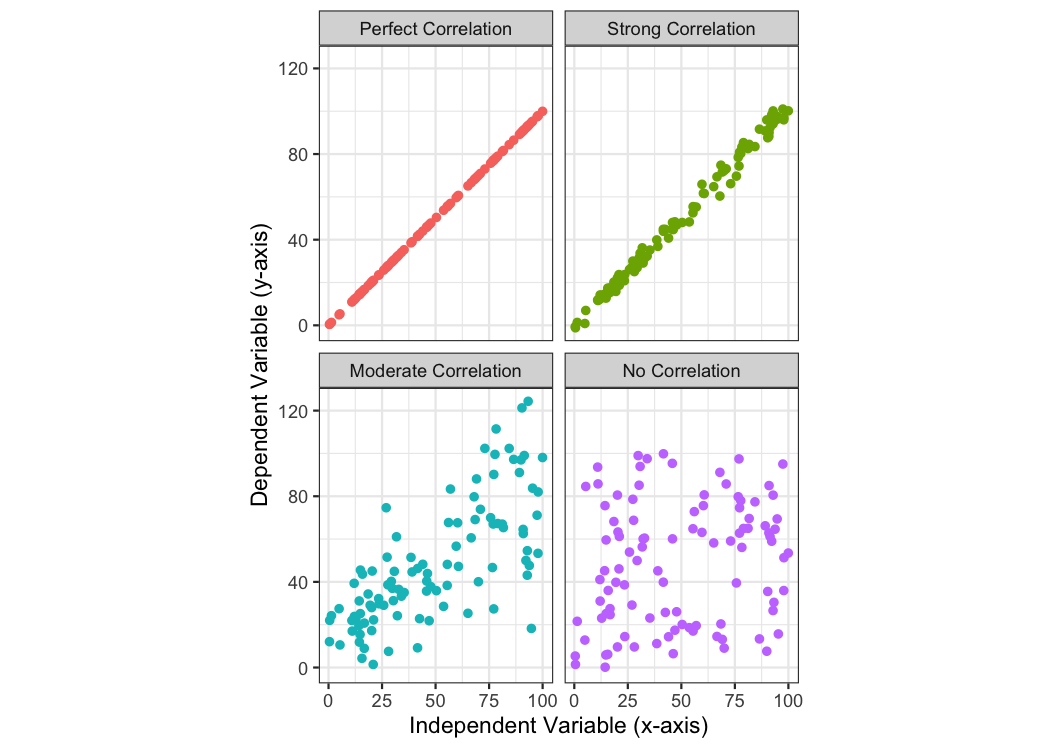 Perfect Correlation
Strong Correlation
120
80
40
0
Moderate Correlation
No Correlation
120
80
40
0
0 25 50 75 100
0 25 50 75 100
Dependent Variable (y-axis)
Independent Variable (x-axis)